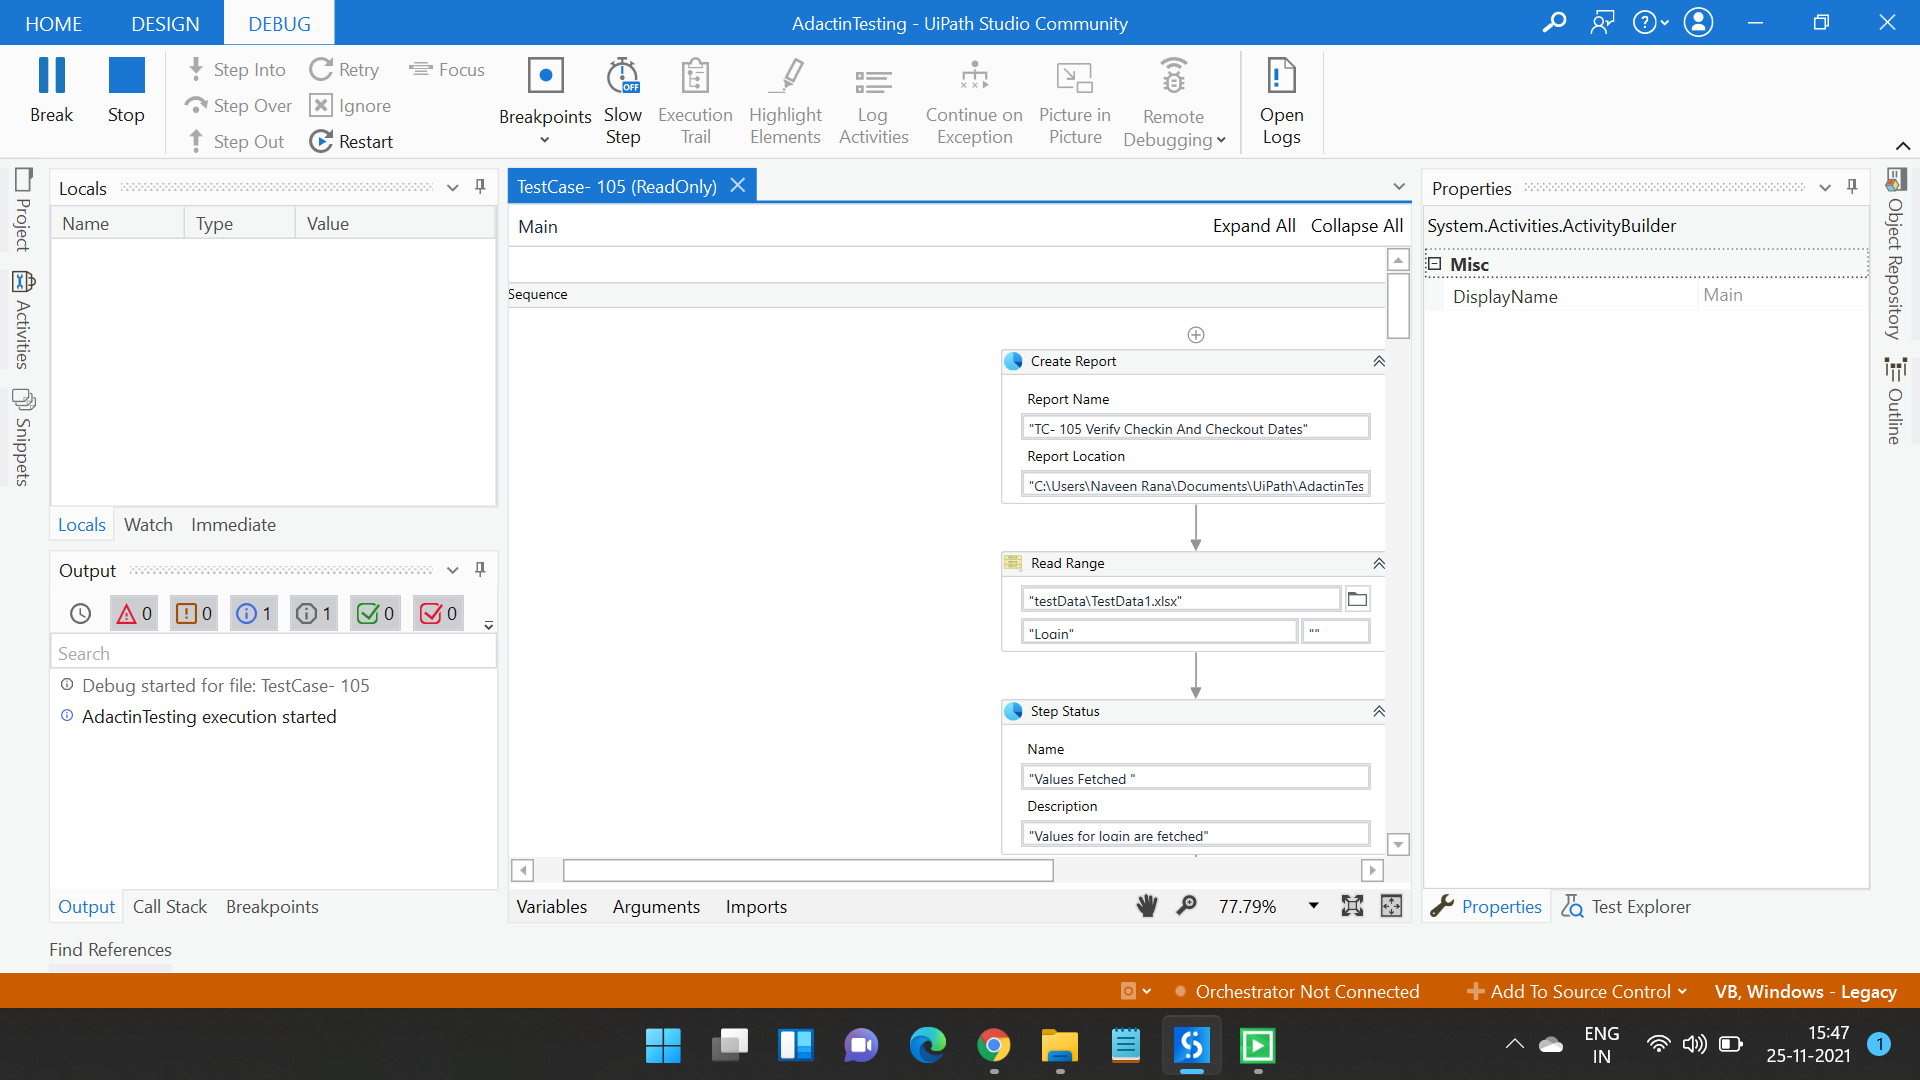 HOME DESIGN DEBUG
AdactinTesting - UiPath Studio Community
Break
Stop
Step Into
Step Over
Step Out
Retry
Ignore
Restart
Focus
Breakpoints
Slow
Step
OFF
Execution
Trail
Highlight
Elements
Log
Activities
Continue on
Exception
Picture in
Picture
Remote
Debugging
Open
Logs
Project
Activities
Snippets
Locals
Name Type Value
Locals Watch Immediate
Output
0 0 1 1 0 0
Search
Debug started for file: TestCase- 105
AdactinTesting execution started
Output Call Stack Breakpoints
Find References
TestCase- 105 (ReadOnly)
Main
Expand All Collapse All
Sequence
Create Report
Report Name
"TC- 105 Verify Checkin And Checkout Dates"
Report Location
"C:\Users\Naveen Rana\Documents\UiPath\AdactinTes
Read Range
"testData\TestData1.xlsx"
"Login" ""
Step Status
Name
"Values Fetched "
Description
"Values for login are fetched"
Variables Arguments Imports
77.79%
Properties
System.Activities.ActivityBuilder
Misc
DisplayName Main
Properties Test Explorer
Object Repository
Outline
Orchestrator Not Connected
Add To Source Control
VB, Windows - Legacy
ENG
IN
15:47
25-11-2021
1